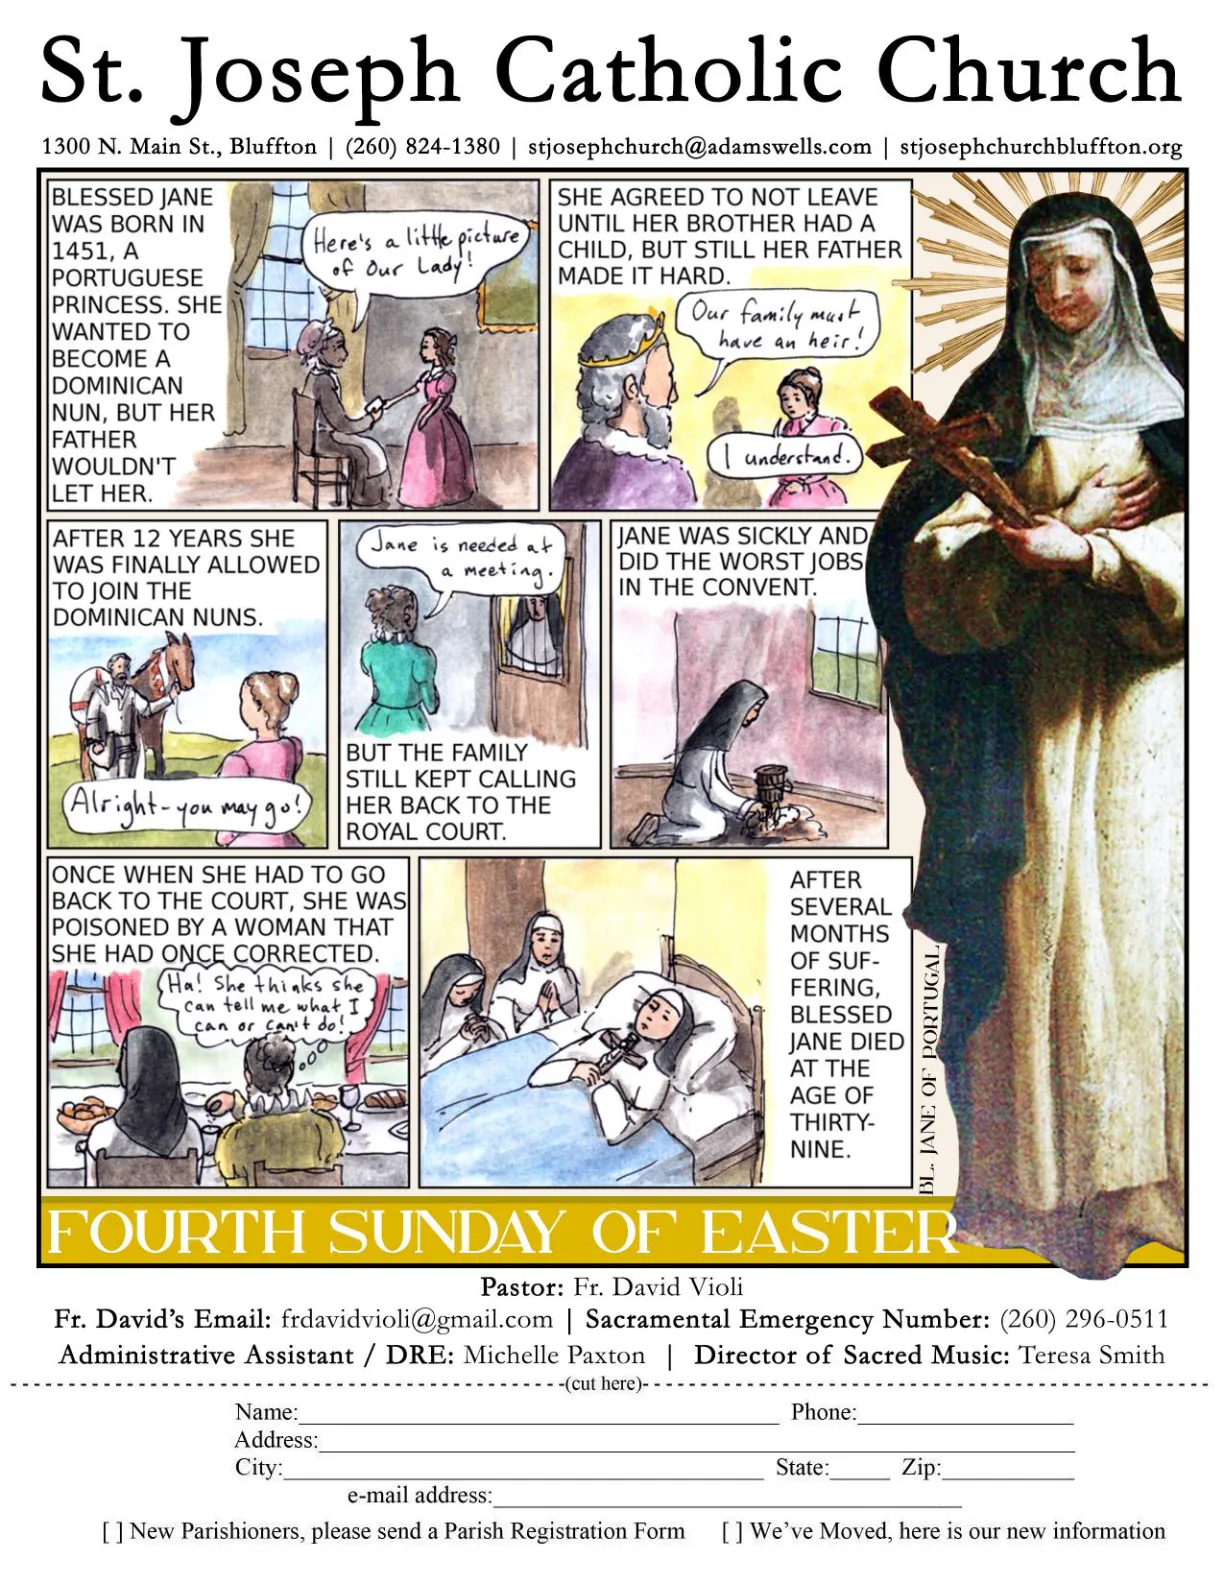 St. Joseph Catholic Church
1300 N. Main St., Bluffton | (260) 824-1380 | stjosephchurch@adamswells.com | stjosephchurchbluffton.org
BLESSED JANE
WAS BORN IN
1451, A
PORTUGUESE
PRINCESS. SHE
WANTED TO
BECOME A
DOMINICAN
NUN, BUT HER
FATHER
WOULDN'T
LET HER.
Here's a little picture
of Our Lady!
SHE AGREED TO NOT LEAVE
UNTIL HER BROTHER HAD A
CHILD, BUT STILL HER FATHER
MADE IT HARD.
Our family must
have an heir!
I understand.
AFTER 12 YEARS SHE
WAS FINALLY ALLOWED
TO JOIN THE
DOMINICAN NUNS.
Alright-you may go!
Jane is needed at
a meeting.
BUT THE FAMILY
STILL KEPT CALLING
HER BACK TO THE
ROYAL COURT.
JANE WAS SICKLY AND
DID THE WORST JOBS
IN THE CONVENT.
ONCE WHEN SHE HAD TO GO
BACK TO THE COURT, SHE WAS
POISONED BY A WOMAN THAT
SHE HAD ONCE CORRECTED.
Ha! She thinks she
can tell me what I
can or can't do!
AFTER
SEVERAL
MONTHS
OF SUF-
FERING,
BLESSED
JANE DIED
AT THE
AGE OF
THIRTY-
NINE.
BL. JANE OF PORTUGAL
FOURTH SUNDAY OF EASTER
Pastor: Fr. David Violi
Fr. David's Email: frdavidvioli@gmail.com | Sacramental Emergency Number: (260) 296-0511
Administrative Assistant / DRE: Michelle Paxton | Director of Sacred Music: Teresa Smith
(cut here)
Name: Phone:
Address:
City: State: Zip:
e-mail address:
[ ] New Parishioners, please send a Parish Registration Form [ ] We've Moved, here is our new information